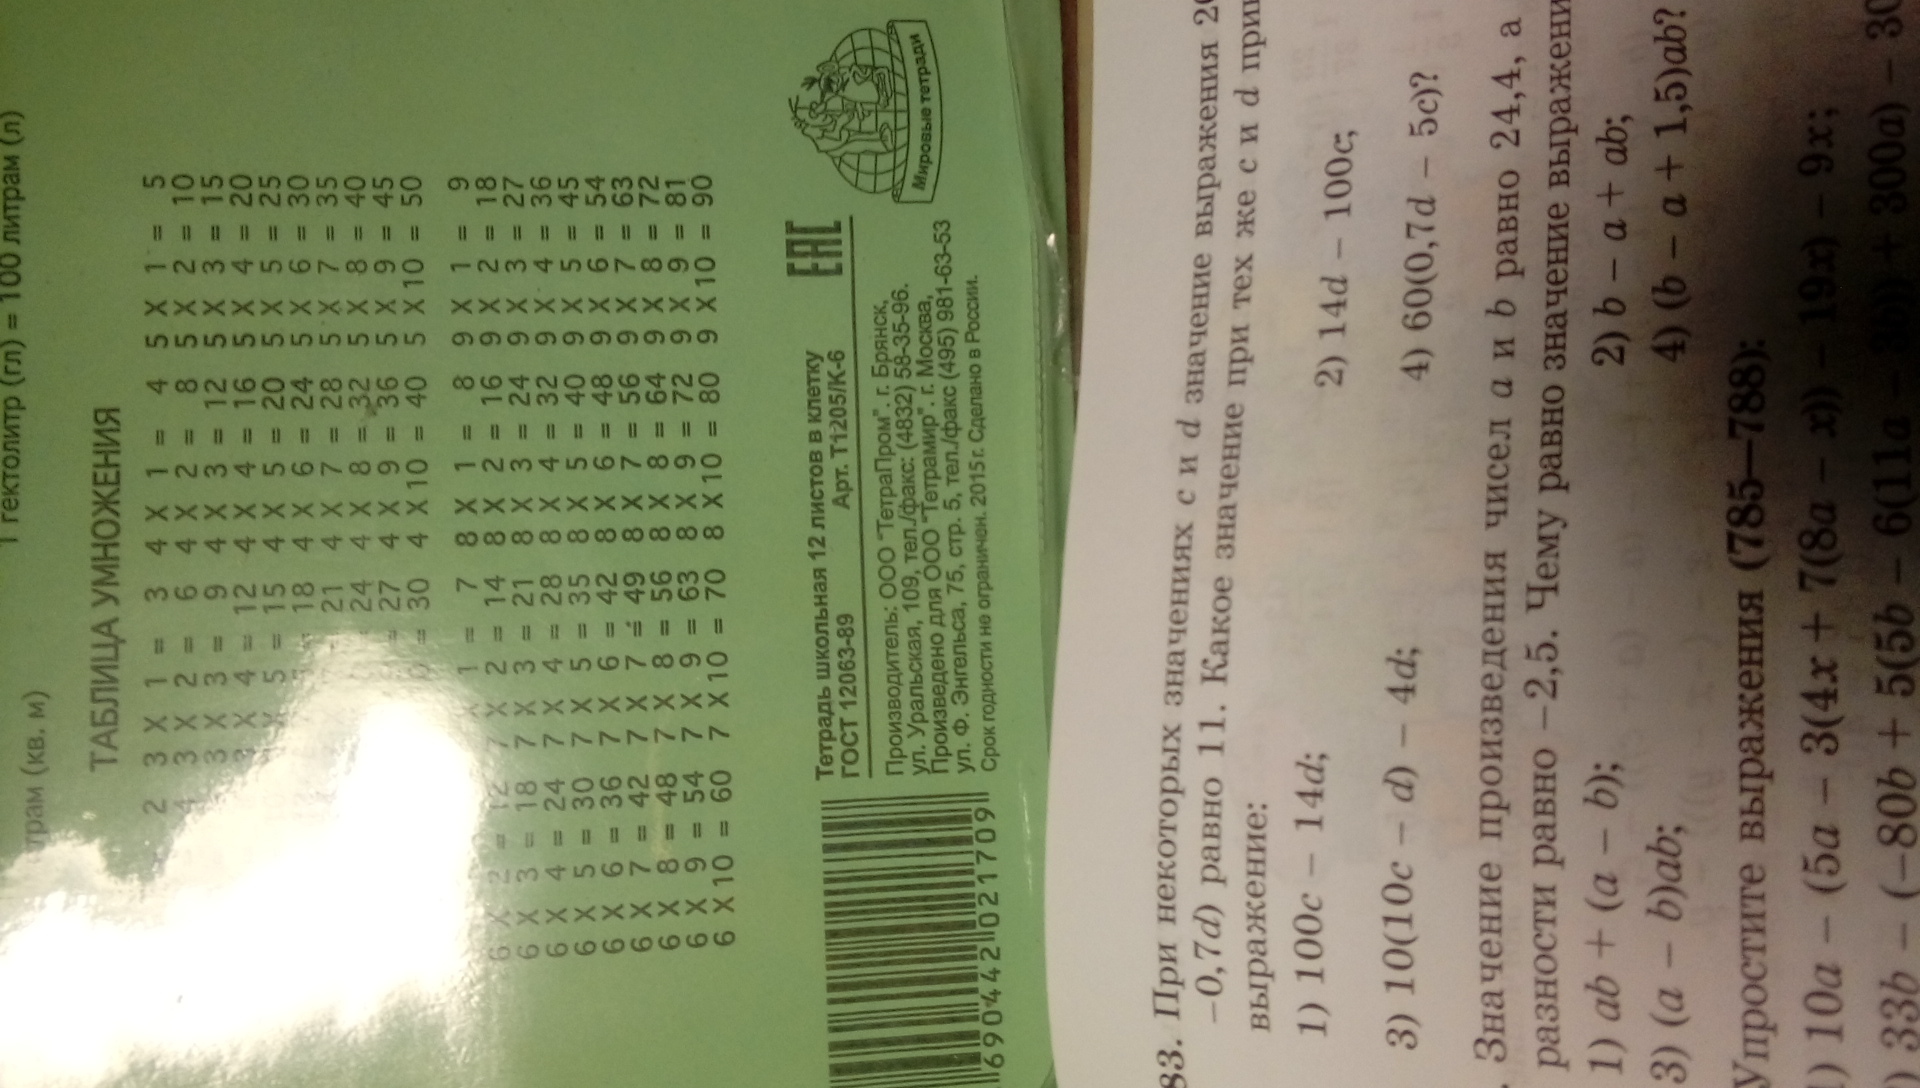 1 гектолитр (гл) = 100 литрам (л)
(кв. м)
ТАБЛИЦА УМНОЖЕНИЯ
2 3 X 1 = 3 4 X 1 = 4 5 X 1 = 5
4 3 X 2 = 6 4 X 2 = 8 5 X 2 = 10
3 X 3 = 9 4 X 3 = 12 5 X 3 = 15
X 4 = 12 4 X 4 = 16 5 X 4 = 20
X 5 = 15 4 X 5 = 20 5 X 5 = 25
18 4 X 6 = 24 5 X 6 = 30
21 4 X 7 = 28 5 X 7 = 35
24 4 X 8 = 32 5 X 8 = 40
= 27 4 X 9 = 36 5 X 9 = 45
= 30 4 X 10 = 40 5 X 10 = 50
1 = 7 8 X 1 = 8 9 X 1 = 9
6 X 2 = 12 7 X 2 = 14 8 X 2 = 16 9 X 2 = 18
6 X 3 = 18 7 X 3 = 21 8 X 3 = 24 9 X 3 = 27
6 X 4 = 24 7 X 4 = 28 8 X 4 = 32 9 X 4 = 36
6 X 5 = 30 7 X 5 = 35 8 X 5 = 40 9 X 5 = 45
6 X 6 = 36 7 X 6 = 42 8 X 6 = 48 9 X 6 = 54
6 X 7 = 42 7 X 7 = 49 8 X 7 = 56 9 X 7 = 63
6 X 8 = 48 7 X 8 = 56 8 X 8 = 64 9 X 8 = 72
6 X 9 = 54 7 X 9 = 63 8 X 9 = 72 9 X 9 = 81
6 X 10 = 60 7 X 10 = 70 8 X 10 = 80 9 X 10 = 90
Тетрадь школьная 12 листов в клетку
ГОСТ 12063-89 Арт. Т1205/К-6
EAC
Производитель: ООО "ТетраПром". г. Брянск,
ул. Уральская, 109, тел./факс: (4832) 58-35-96.
Произведено для ООО "Тетрамир". г. Москва,
ул. Ф. Энгельса, 75, стр. 5, тел./факс (495) 981-63-53
Срок годности не ограничен. 2015г. Сделано в России.
Мировые тетради
690442021709
83. При некоторых значениях c и d значение выражения
−0,7d) равно 11. Какое значение при тех же c и d
выражение:
1) 100c − 14d; 2) 14d − 100c;
3) 10(10c − d) − 4d; 4) 60(0,7d − 5c)?
. Значение произведения чисел a и b равно 24,4, а
разности равно −2,5. Чему равно значение
1) ab + (a − b); 2) b − a + ab;
3) (a − b)ab; 4) (b − a + 1,5)ab?
Упростите выражения (785—788):
) 10a − (5a − 3(4x + 7(8a − x)) − 19x) − 9x;
) 33b − (−80b + 5(5b − 6(11a + 300a) −